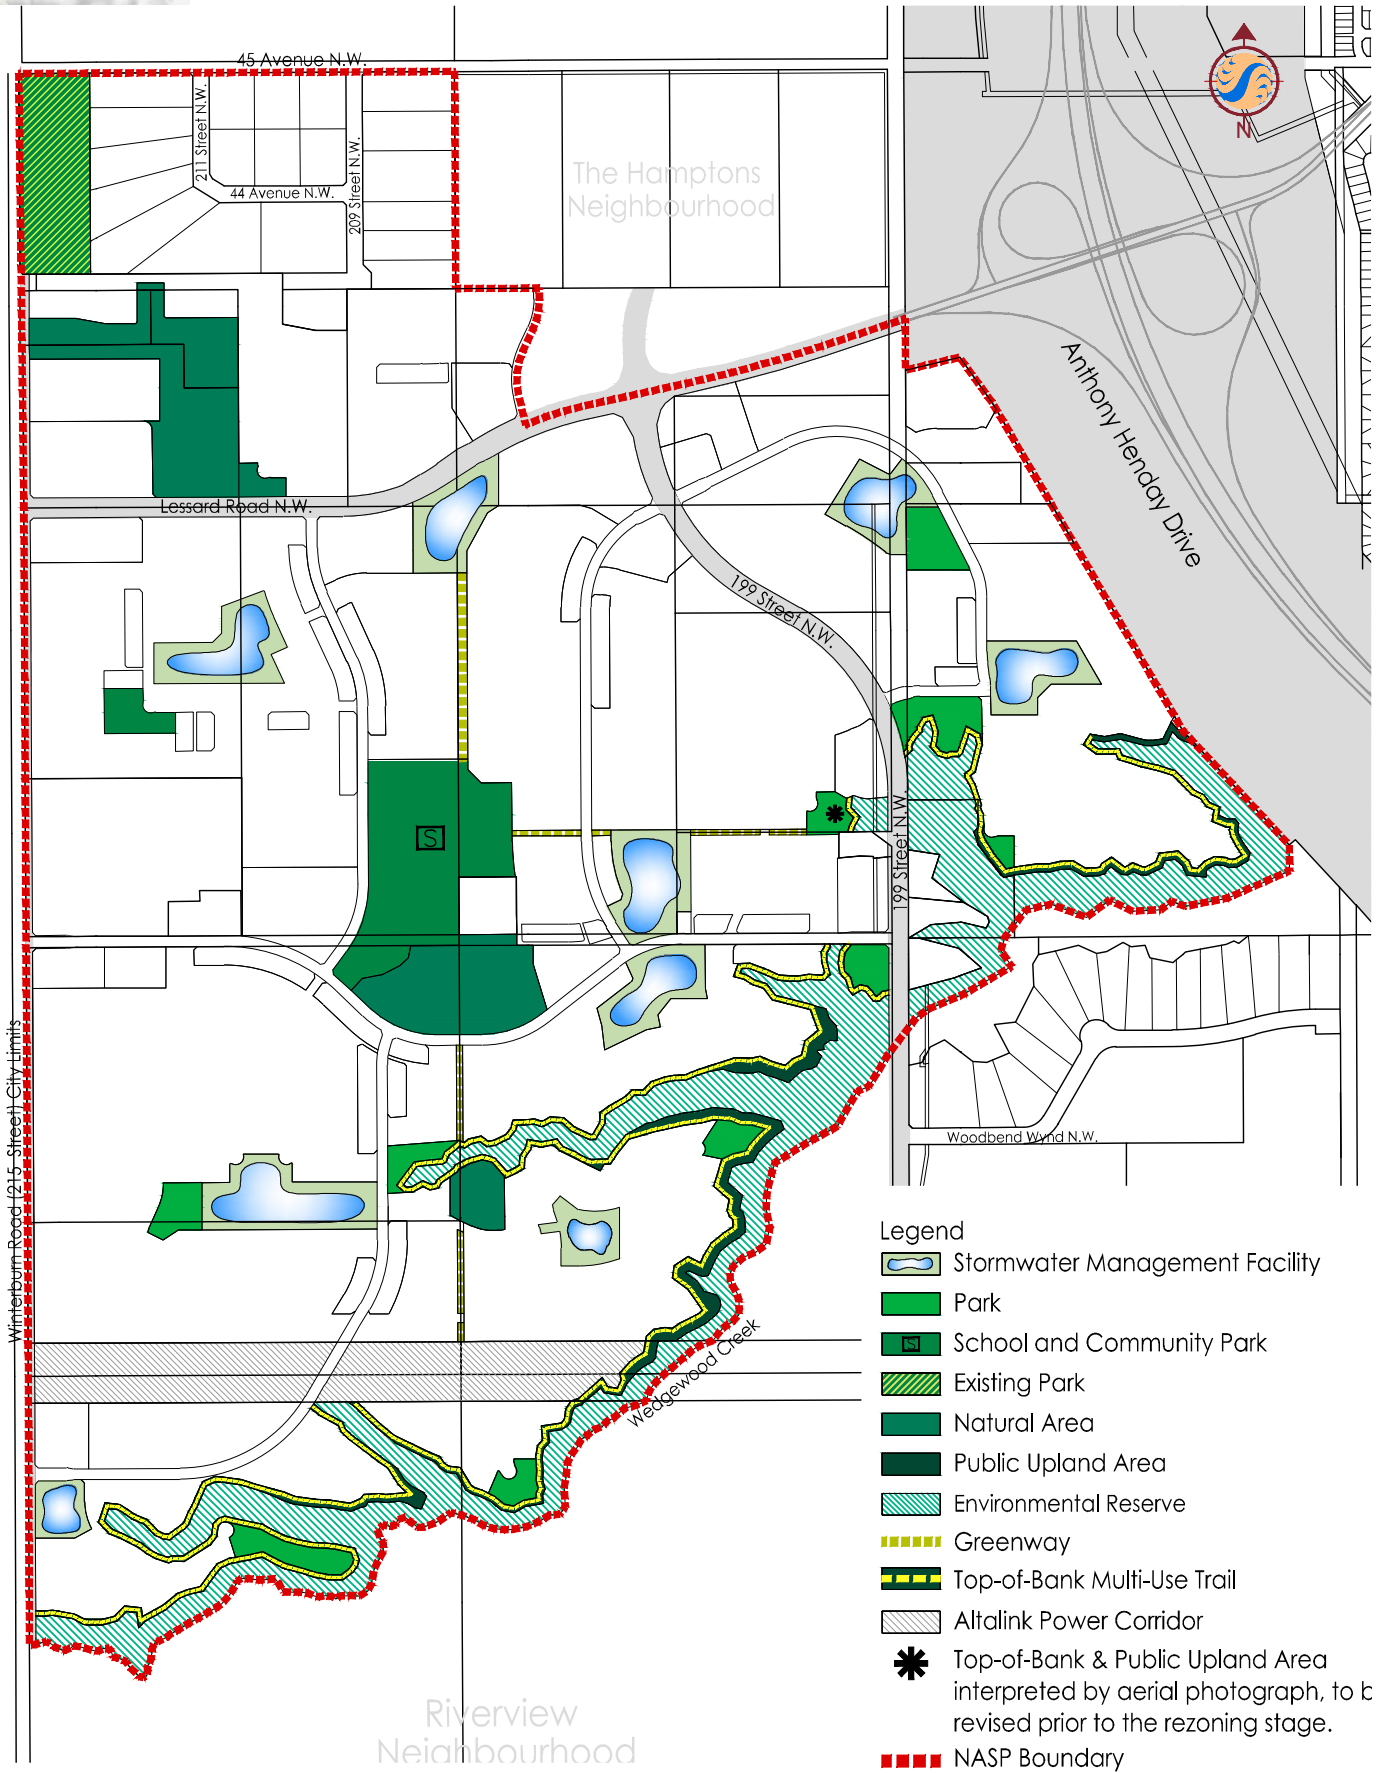 45 Avenue N.W.
N
211 Street N.W.
44 Avenue N.W.
209 Street N.W.
The Hamptons
Neighbourhood
Anthony Henday Drive
Lessard Road N.W.
199 Street N.W.
S
199 Street N.W.
Winterburn Road (215 Street) City Limits
Woodbend Wynd N.W.
Wedgewood Creek
Legend
Stormwater Management Facility
Park
S
School and Community Park
Existing Park
Natural Area
Public Upland Area
Environmental Reserve
Greenway
Top-of-Bank Multi-Use Trail
Altalink Power Corridor
Top-of-Bank & Public Upland Area
interpreted by aerial photograph, to b
revised prior to the rezoning stage.
NASP Boundary
Riverview
Neighbourhood